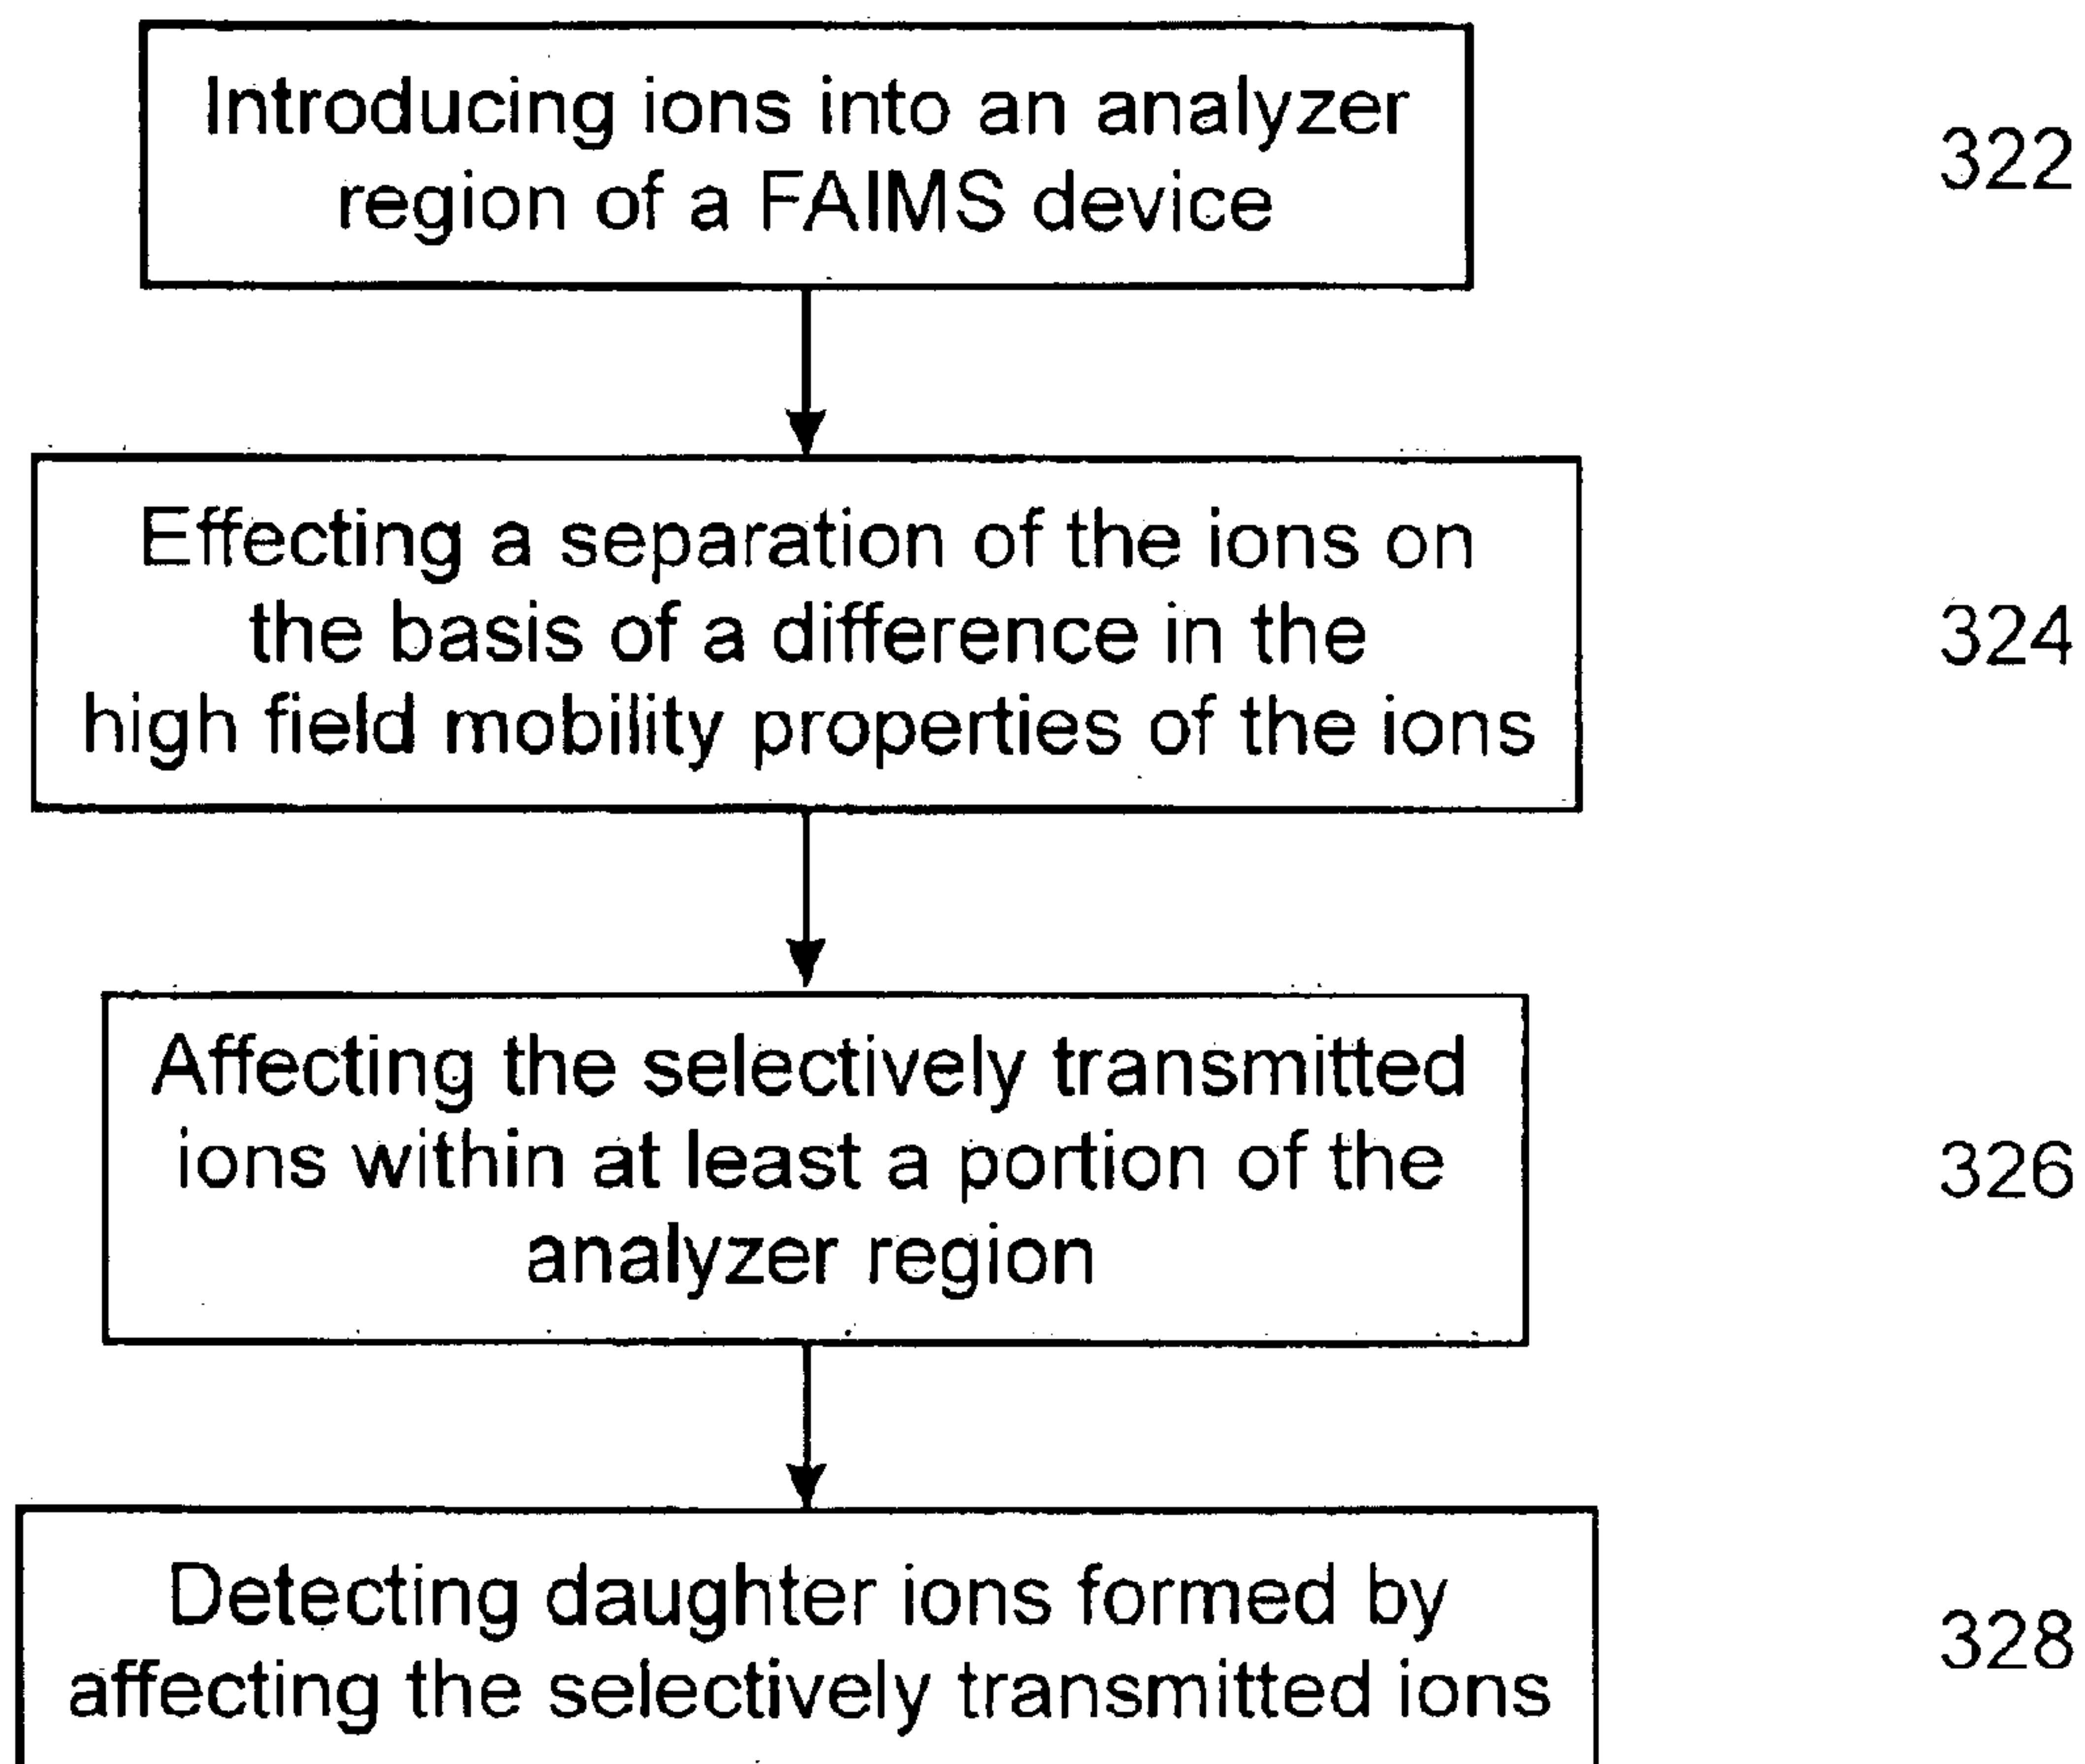 Introducing ions into an analyzer
region of a FAIMS device
322
Effecting a separation of the ions on
the basis of a difference in the
high field mobility properties of the ions
324
Affecting the selectively transmitted
ions within at least a portion of the
analyzer region
326
Detecting daughter ions formed by
affecting the selectively transmitted ions
328